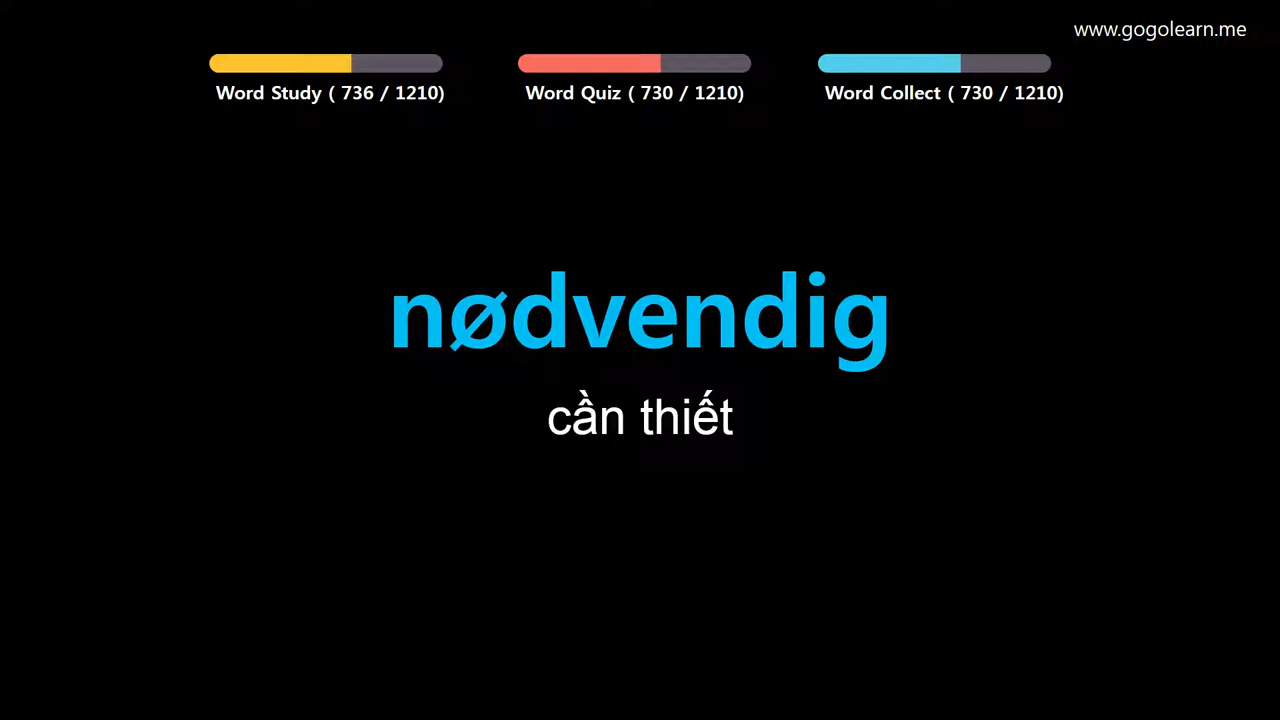 www.gogolearn.me
Word Study ( 736 / 1210)
Word Quiz ( 730 / 1210)
Word Collect ( 730 / 1210)
nødvendig
cần thiết